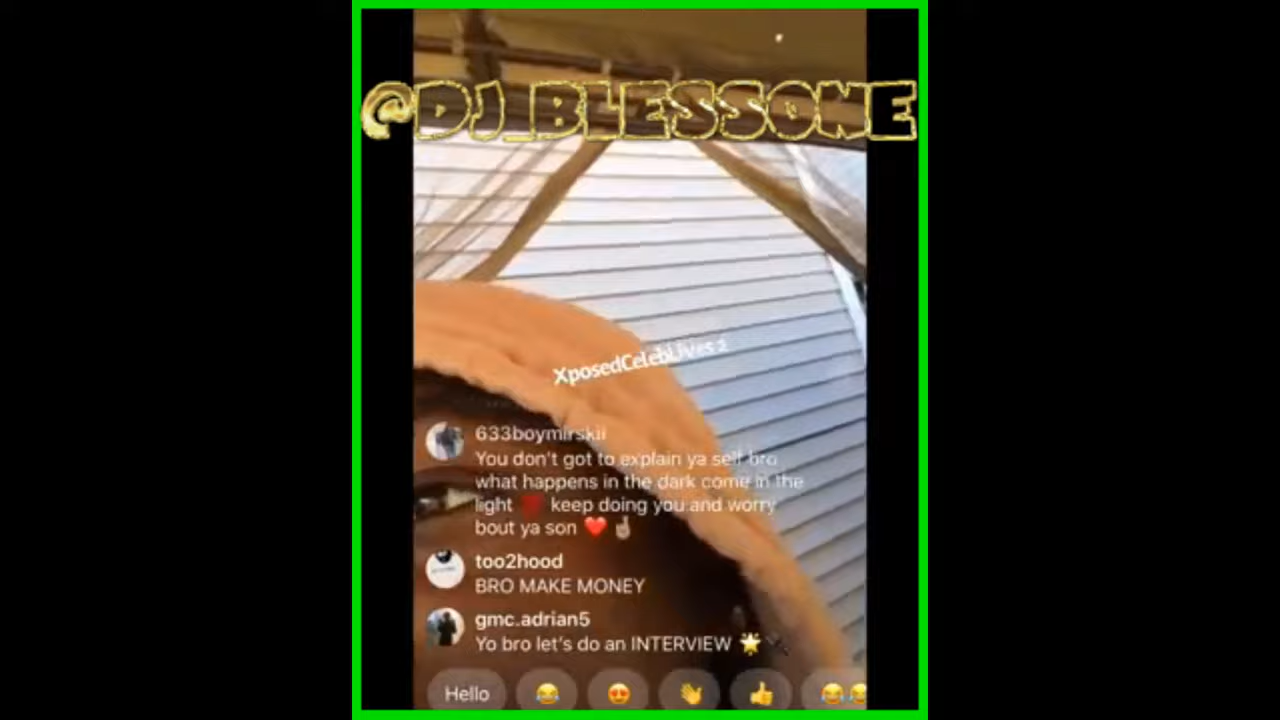 @DJ_BLESSONE
XposedCelebLives 2
633boymirskii
You don't got to explain ya self bro
what happens in the dark come in the
light 💯 keep doing you and worry
bout ya son ❤️ ☝🏽
too2hood
BRO MAKE MONEY
gmc.adrian5
Yo bro let's do an INTERVIEW 🌟
Hello 😂 😍 👋 👍 😂😂